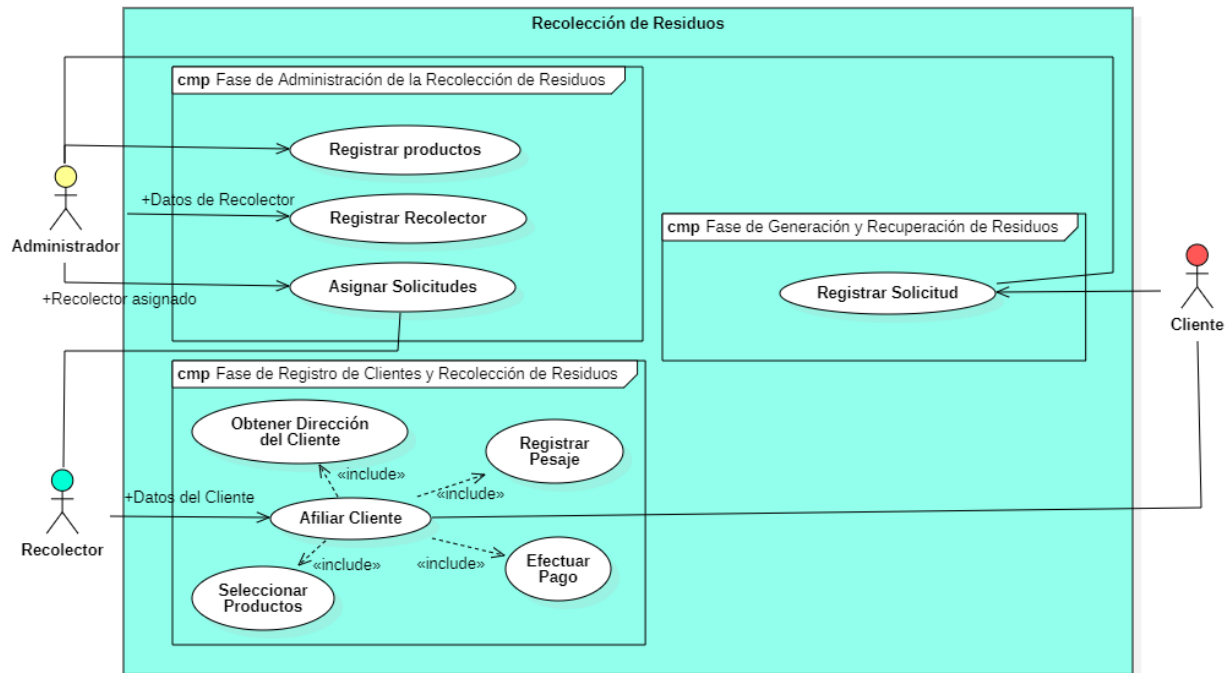 Recolección de Residuos
cmp Fase de Administración de la Recolección de Residuos
Registrar productos
+Datos de Recolector
Registrar Recolector
Administrador
Asignar Solicitudes
+Recolector asignado
cmp Fase de Generación y Recuperación de Residuos
Registrar Solicitud
Cliente
cmp Fase de Registro de Clientes y Recolección de Residuos
Obtener Dirección
del Cliente
Registrar
Pesaje
«include»
«include»
+Datos del Cliente
Afiliar Cliente
Recolector
«include»
«include»
Efectuar
Pago
Seleccionar
Productos